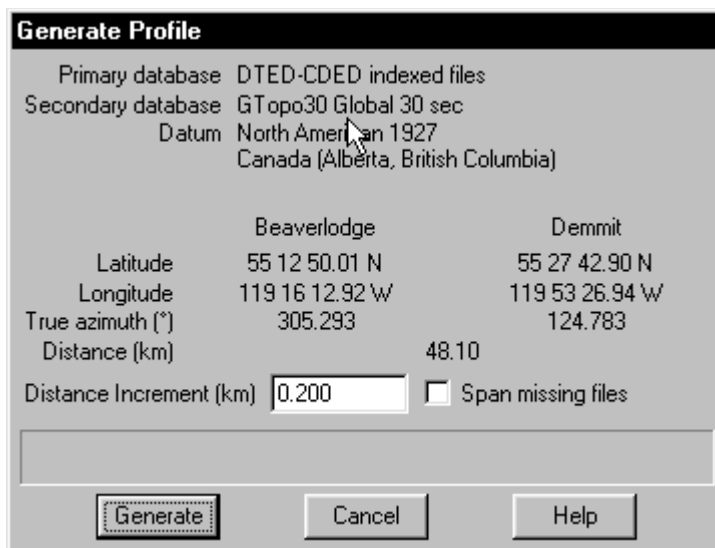 Generate Profile
Primary database DTED-CDED indexed files
Secondary database GTopo30 Global 30 sec
Datum North American 1927
Canada (Alberta, British Columbia)
Beaverlodge Demmit
Latitude 55 12 50.01 N 55 27 42.90 N
Longitude 119 16 12.92 W 119 53 26.94 W
True azimuth (°) 305.293 124.783
Distance (km) 48.10
Distance Increment (km) 0.200 Span missing files
Generate Cancel Help